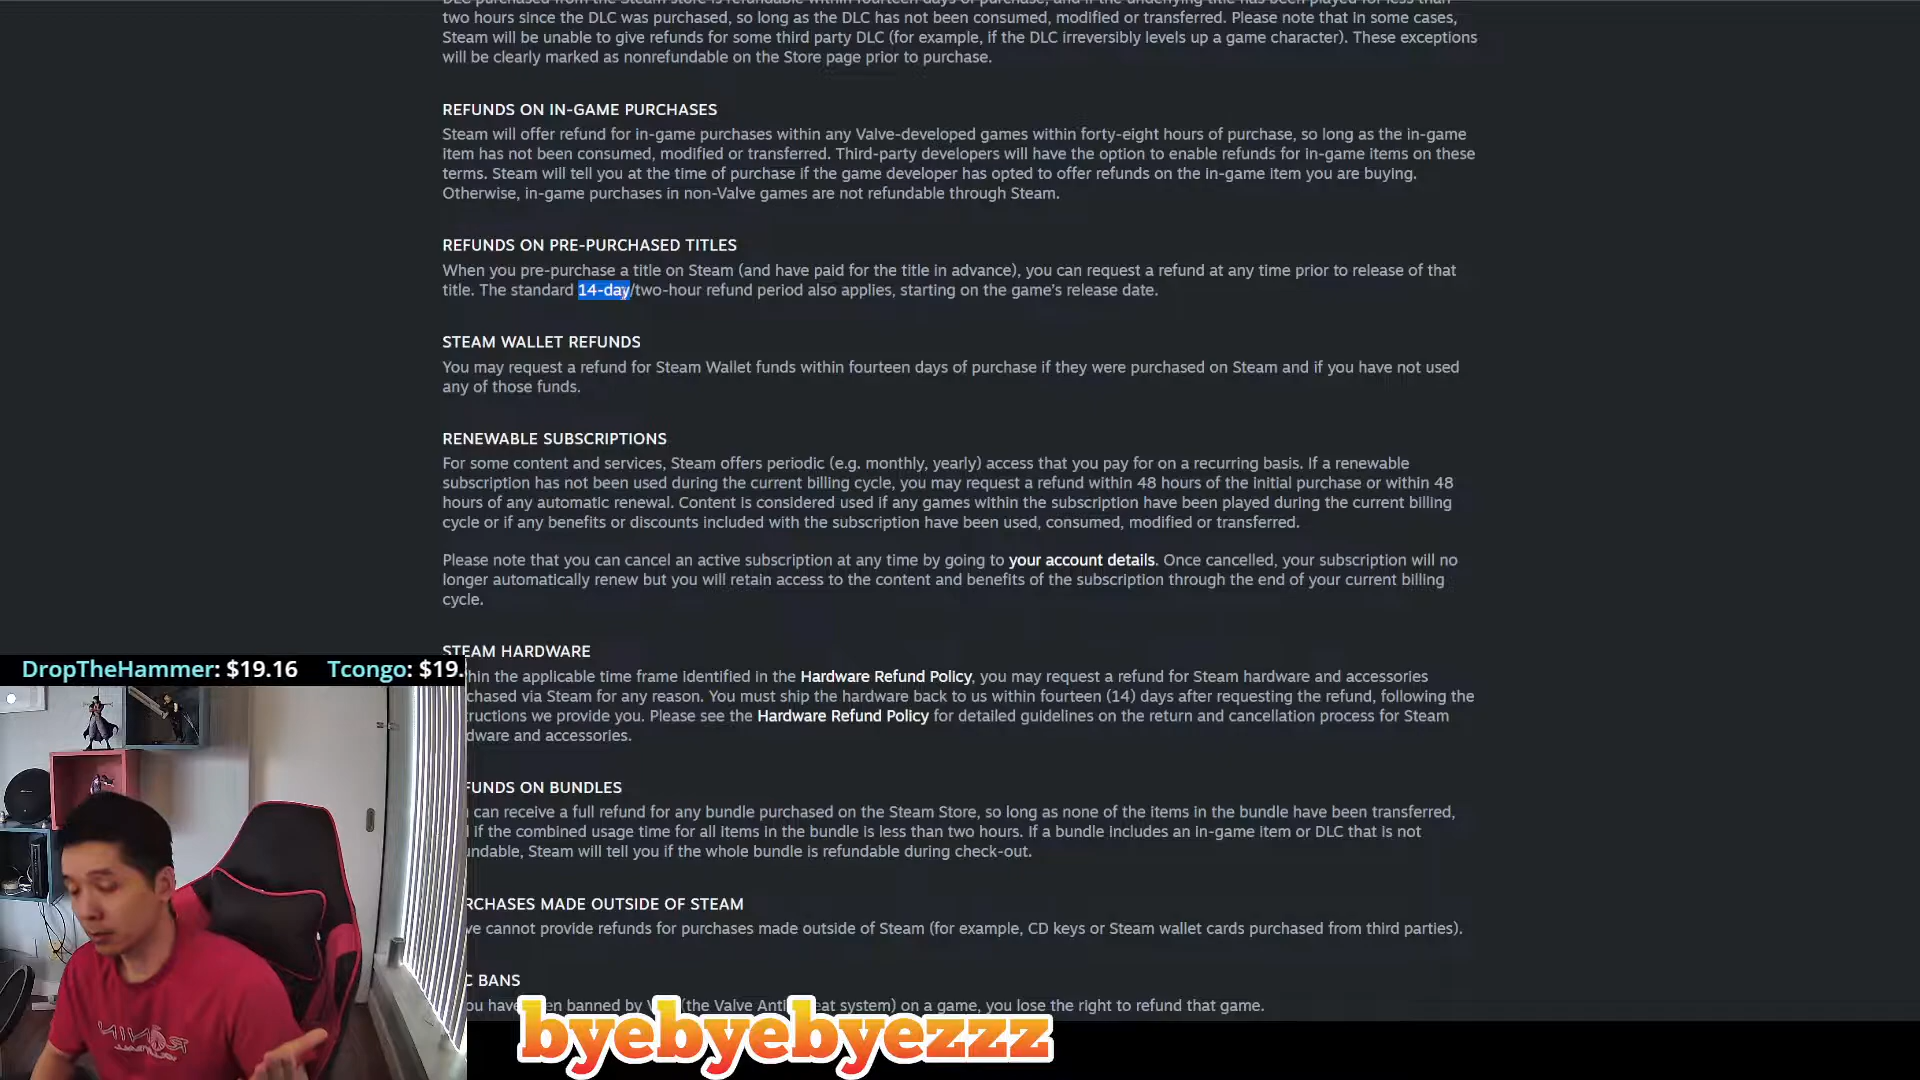 two hours since the DLC was purchased, so long as the DLC has not been consumed, modified or transferred. Please note that in some cases,
Steam will be unable to give refunds for some third party DLC (for example, if the DLC irreversibly levels up a game character). These exceptions
will be clearly marked as nonrefundable on the Store page prior to purchase.
REFUNDS ON IN-GAME PURCHASES
Steam will offer refund for in-game purchases within any Valve-developed games within forty-eight hours of purchase, so long as the in-game
item has not been consumed, modified or transferred. Third-party developers will have the option to enable refunds for in-game items on these
terms. Steam will tell you at the time of purchase if the game developer has opted to offer refunds on the in-game item you are buying.
Otherwise, in-game purchases in non-Valve games are not refundable through Steam.
REFUNDS ON PRE-PURCHASED TITLES
When you pre-purchase a title on Steam (and have paid for the title in advance), you can request a refund at any time prior to release of that
title. The standard 14-day/two-hour refund period also applies, starting on the game's release date.
STEAM WALLET REFUNDS
You may request a refund for Steam Wallet funds within fourteen days of purchase if they were purchased on Steam and if you have not used
any of those funds.
RENEWABLE SUBSCRIPTIONS
For some content and services, Steam offers periodic (e.g. monthly, yearly) access that you pay for on a recurring basis. If a renewable
subscription has not been used during the current billing cycle, you may request a refund within 48 hours of the initial purchase or within 48
hours of any automatic renewal. Content is considered used if any games within the subscription have been played during the current billing
cycle or if any benefits or discounts included with the subscription have been used, consumed, modified or transferred.
Please note that you can cancel an active subscription at any time by going to your account details. Once cancelled, your subscription will no
longer automatically renew but you will retain access to the content and benefits of the subscription through the end of your current billing
cycle.
STEAM HARDWARE
DropTheHammer: $19.16 Tcongo: $19.
hin the applicable time frame identified in the Hardware Refund Policy, you may request a refund for Steam hardware and accessories
chased via Steam for any reason. You must ship the hardware back to us within fourteen (14) days after requesting the refund, following the
tructions we provide you. Please see the Hardware Refund Policy for detailed guidelines on the return and cancellation process for Steam
dware and accessories.
FUNDS ON BUNDLES
can receive a full refund for any bundle purchased on the Steam Store, so long as none of the items in the bundle have been transferred,
if the combined usage time for all items in the bundle is less than two hours. If a bundle includes an in-game item or DLC that is not
undable, Steam will tell you if the whole bundle is refundable during check-out.
RCHASES MADE OUTSIDE OF STEAM
ve cannot provide refunds for purchases made outside of Steam (for example, CD keys or Steam wallet cards purchased from third parties).
C BANS
ou have been banned by V (the Valve Anti eat system) on a game, you lose the right to refund that game.
byebyebyezzz